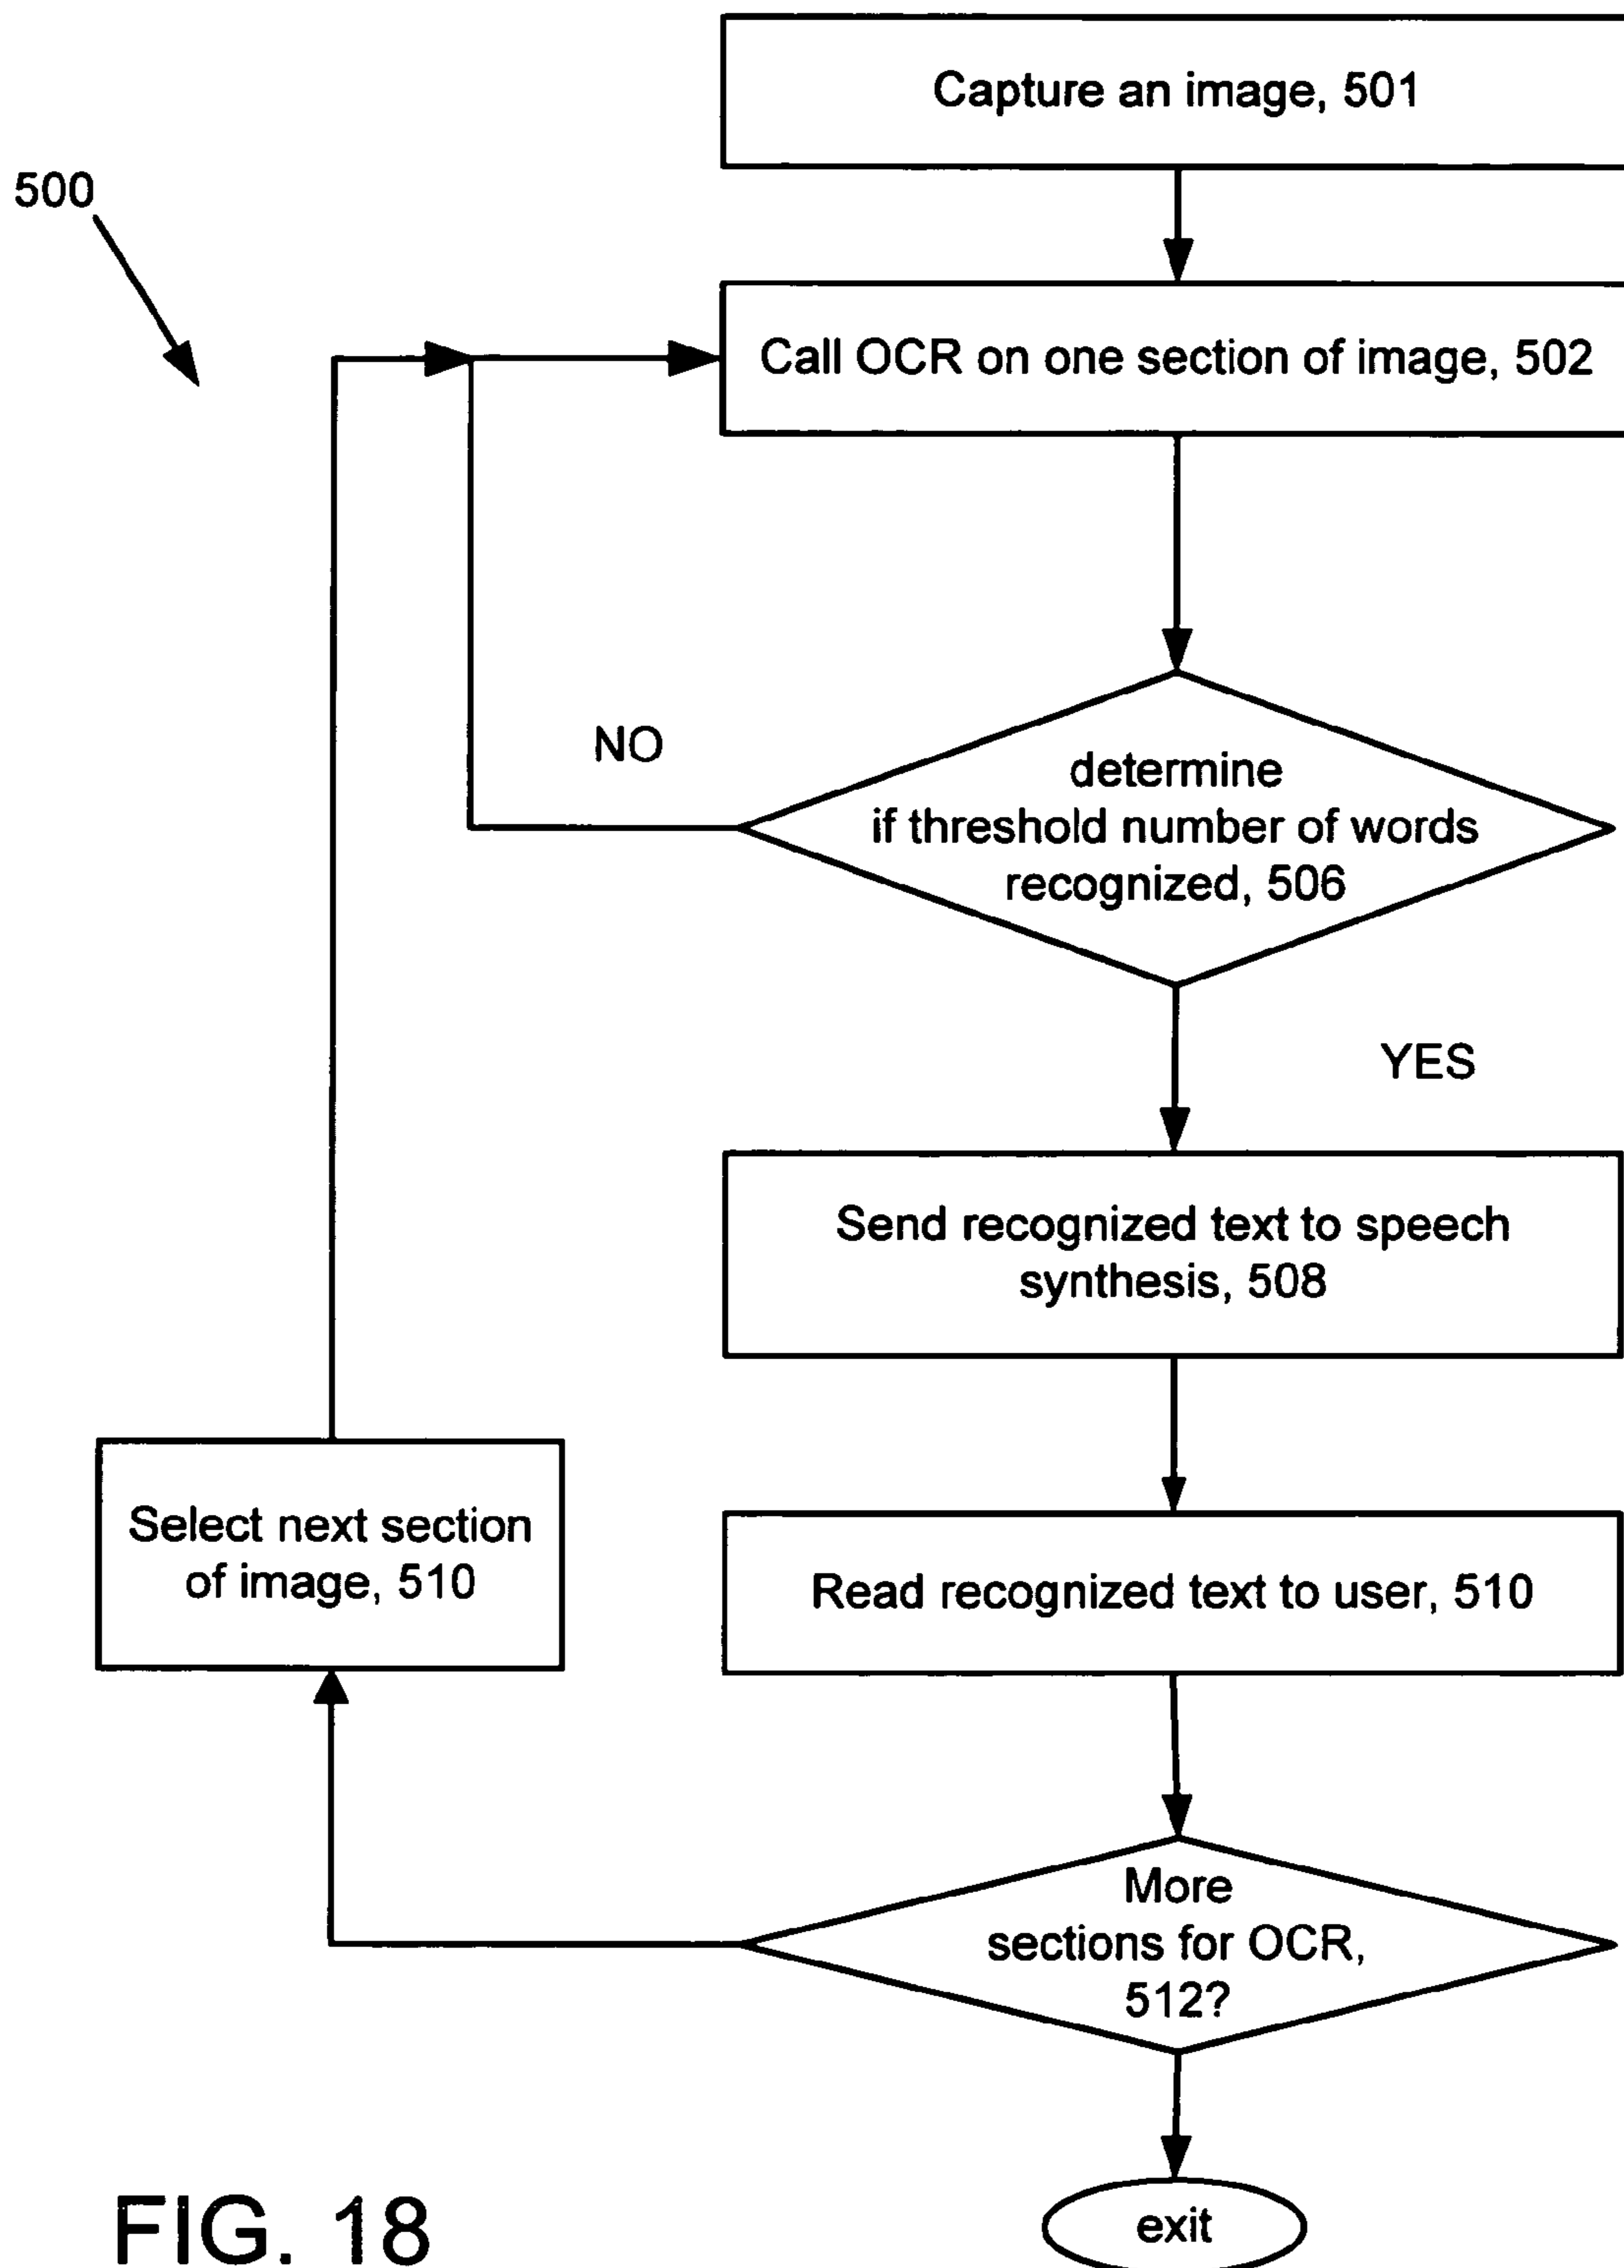 Capture an image, 501
500
Call OCR on one section of image, 502
NO
determine
if threshold number of words
recognized, 506
YES
Send recognized text to speech
synthesis, 508
Select next section
of image, 510
Read recognized text to user, 510
More
sections for OCR,
512?
exit
FIG. 18